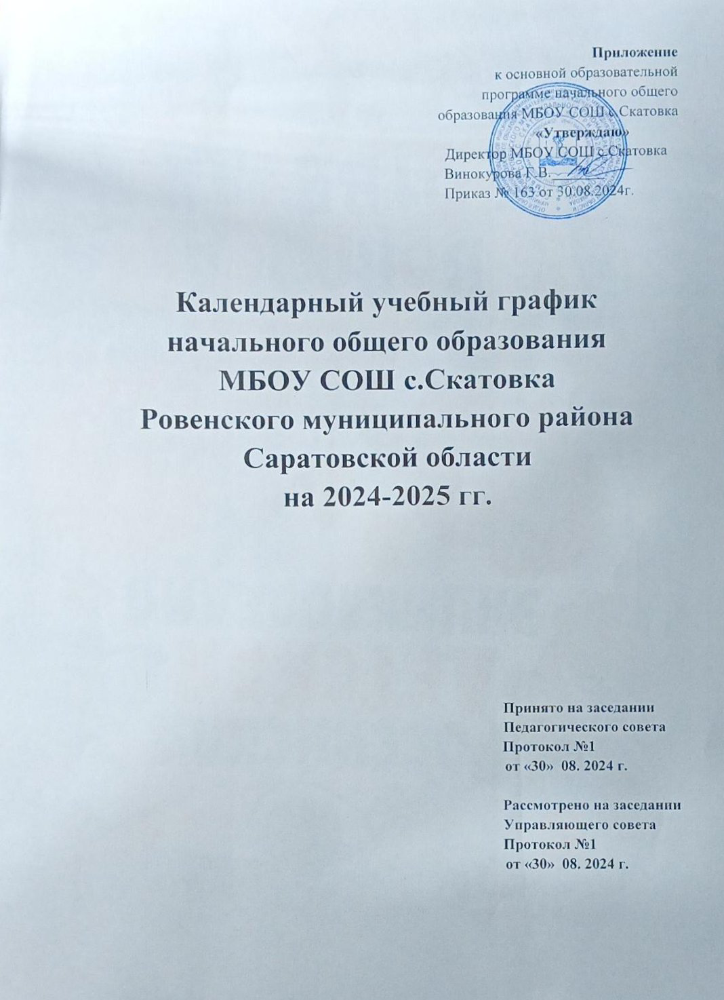 Приложение
к основной образовательной
программе начального общего
образования МБОУ СОШ с.Скатовка
«Утверждаю»
Директор МБОУ СОШ с.Скатовка
Винокурова Г.В.
Приказ № 163 от 30.08.2024г.
Календарный учебный график
начального общего образования
МБОУ СОШ с.Скатовка
Ровенского муниципального района
Саратовской области
на 2024-2025 гг.
Принято на заседании
Педагогического совета
Протокол №1
от «30» 08. 2024 г.
Рассмотрено на заседании
Управляющего совета
Протокол №1
от «30» 08. 2024 г.